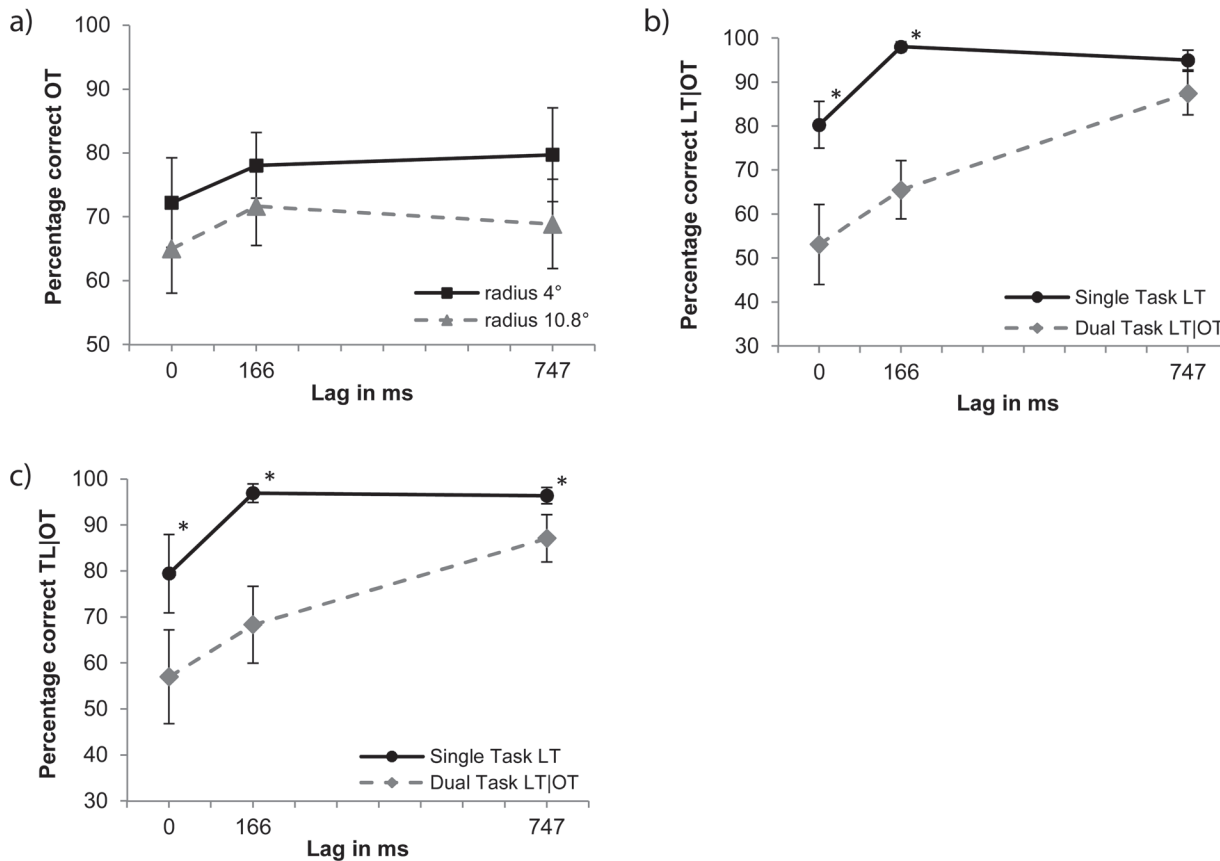 a)
Percentage correct OT
100
90
80
70
60
50
0 166 747
Lag in ms
radius 4°
radius 10.8°
b)
Percentage correct LT|OT
100
90
80
70
60
50
40
30
* *
0 166 747
Lag in ms
Single Task LT
Dual Task LT|OT
c)
Percentage correct TL|OT
100
90
80
70
60
50
40
30
* * *
0 166 747
Lag in ms
Single Task LT
Dual Task LT|OT